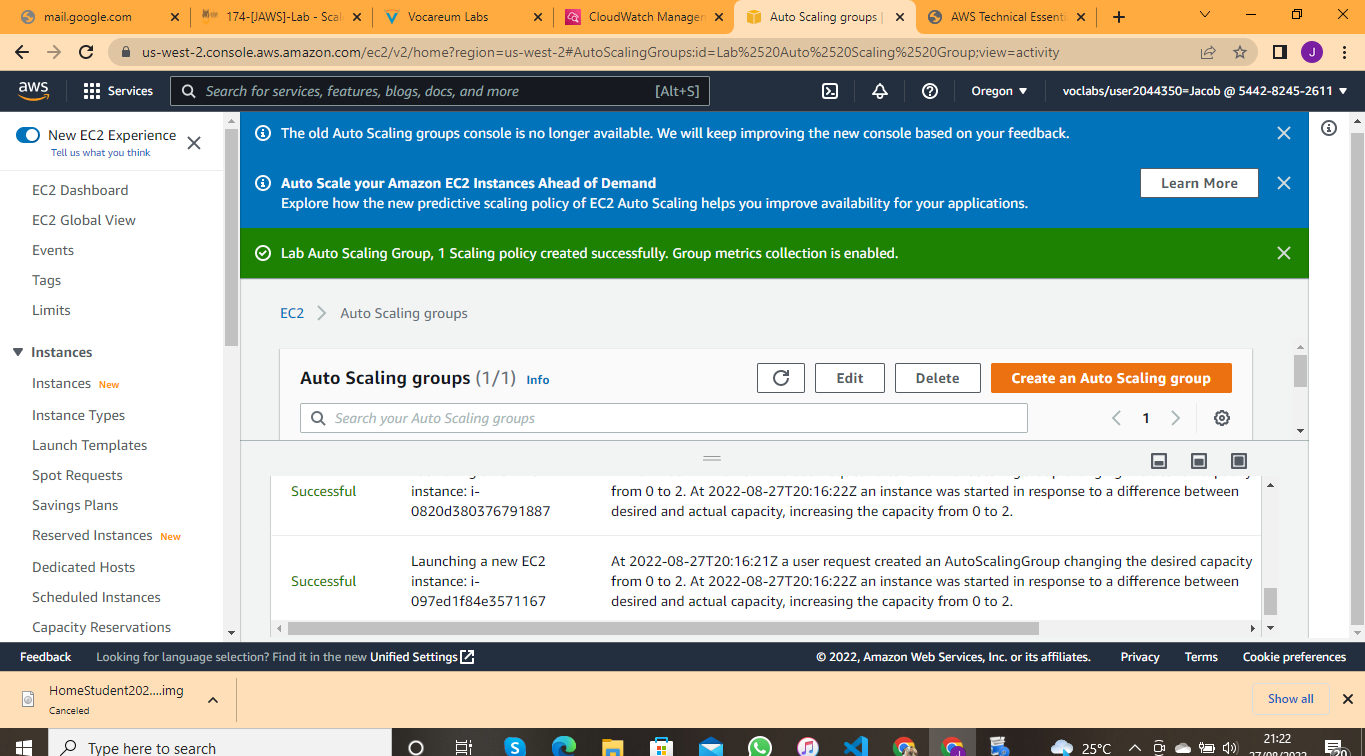 mail.google.com
174-[JAWS]-Lab - Scal
Vocareum Labs
CloudWatch Managem
Auto Scaling groups |
AWS Technical Essenti
us-west-2.console.aws.amazon.com/ec2/v2/home?region=us-west-2#AutoScalingGroups:id=Lab%2520Auto%2520Scaling%2520Group;view=activity
J
aws
Services
Search for services, features, blogs, docs, and more
[Alt+S]
Oregon
voclabs/user2044350=Jacob @ 5442-8245-2611
New EC2 Experience
Tell us what you think
EC2 Dashboard
EC2 Global View
Events
Tags
Limits
Instances
Instances New
Instance Types
Launch Templates
Spot Requests
Savings Plans
Reserved Instances New
Dedicated Hosts
Scheduled Instances
Capacity Reservations
The old Auto Scaling groups console is no longer available. We will keep improving the new console based on your feedback.
Auto Scale your Amazon EC2 Instances Ahead of Demand
Explore how the new predictive scaling policy of EC2 Auto Scaling helps you improve availability for your applications.
Learn More
Lab Auto Scaling Group, 1 Scaling policy created successfully. Group metrics collection is enabled.
EC2
Auto Scaling groups
Auto Scaling groups (1/1) Info
Edit
Delete
Create an Auto Scaling group
Search your Auto Scaling groups
1
Successful
instance: i-
0820d380376791887
from 0 to 2. At 2022-08-27T20:16:22Z an instance was started in response to a difference between
desired and actual capacity, increasing the capacity from 0 to 2.
Successful
Launching a new EC2
instance: i-
097ed1f84e3571167
At 2022-08-27T20:16:21Z a user request created an AutoScalingGroup changing the desired capacity
from 0 to 2. At 2022-08-27T20:16:22Z an instance was started in response to a difference between
desired and actual capacity, increasing the capacity from 0 to 2.
Feedback
Looking for language selection? Find it in the new Unified Settings
© 2022, Amazon Web Services, Inc. or its affiliates.
Privacy
Terms
Cookie preferences
HomeStudent202....img
Canceled
Show all
Type here to search
25°C
21:22
27/08/2022
20